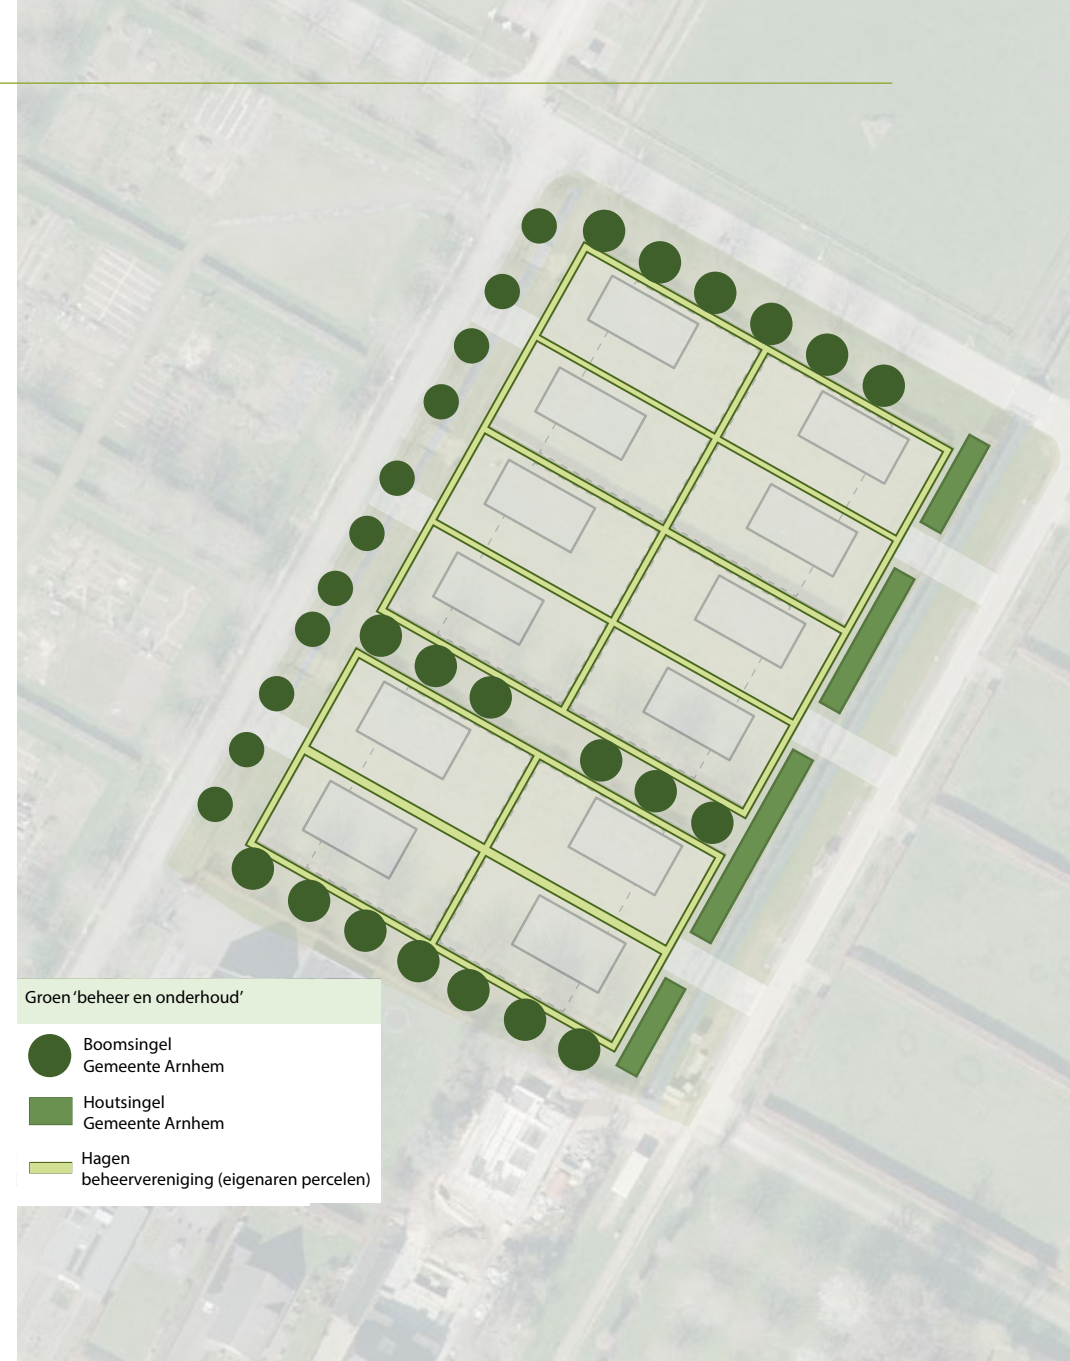 Groen ‘beheer en onderhoud’
Boomsingel
Gemeente Arnhem
Houtsingel
Gemeente Arnhem
Hagen
beheervereniging (eigenaren percelen)